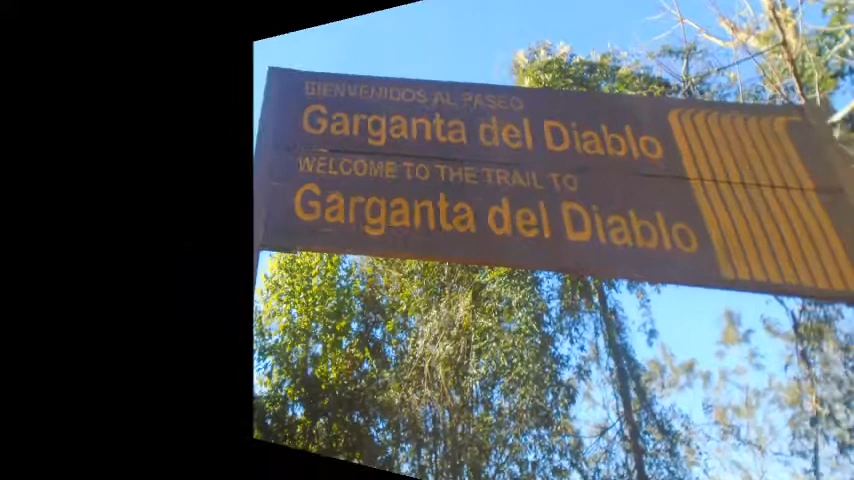 BIENVENIDOS AL PASEO
Garganta del Diablo
WELCOME TO THE TRAIL TO
Garganta del Diablo